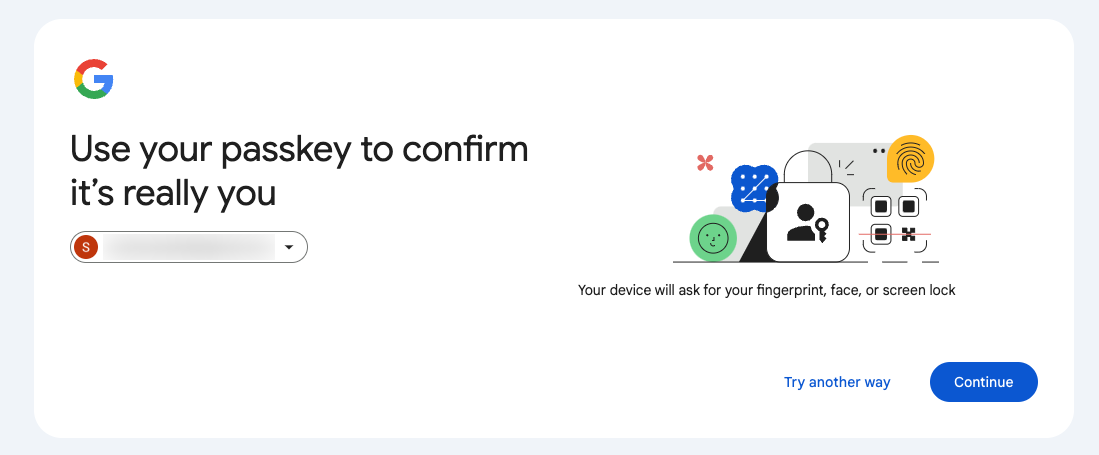 Use your passkey to confirm
it's really you
S
Your device will ask for your fingerprint, face, or screen lock
Try another way
Continue